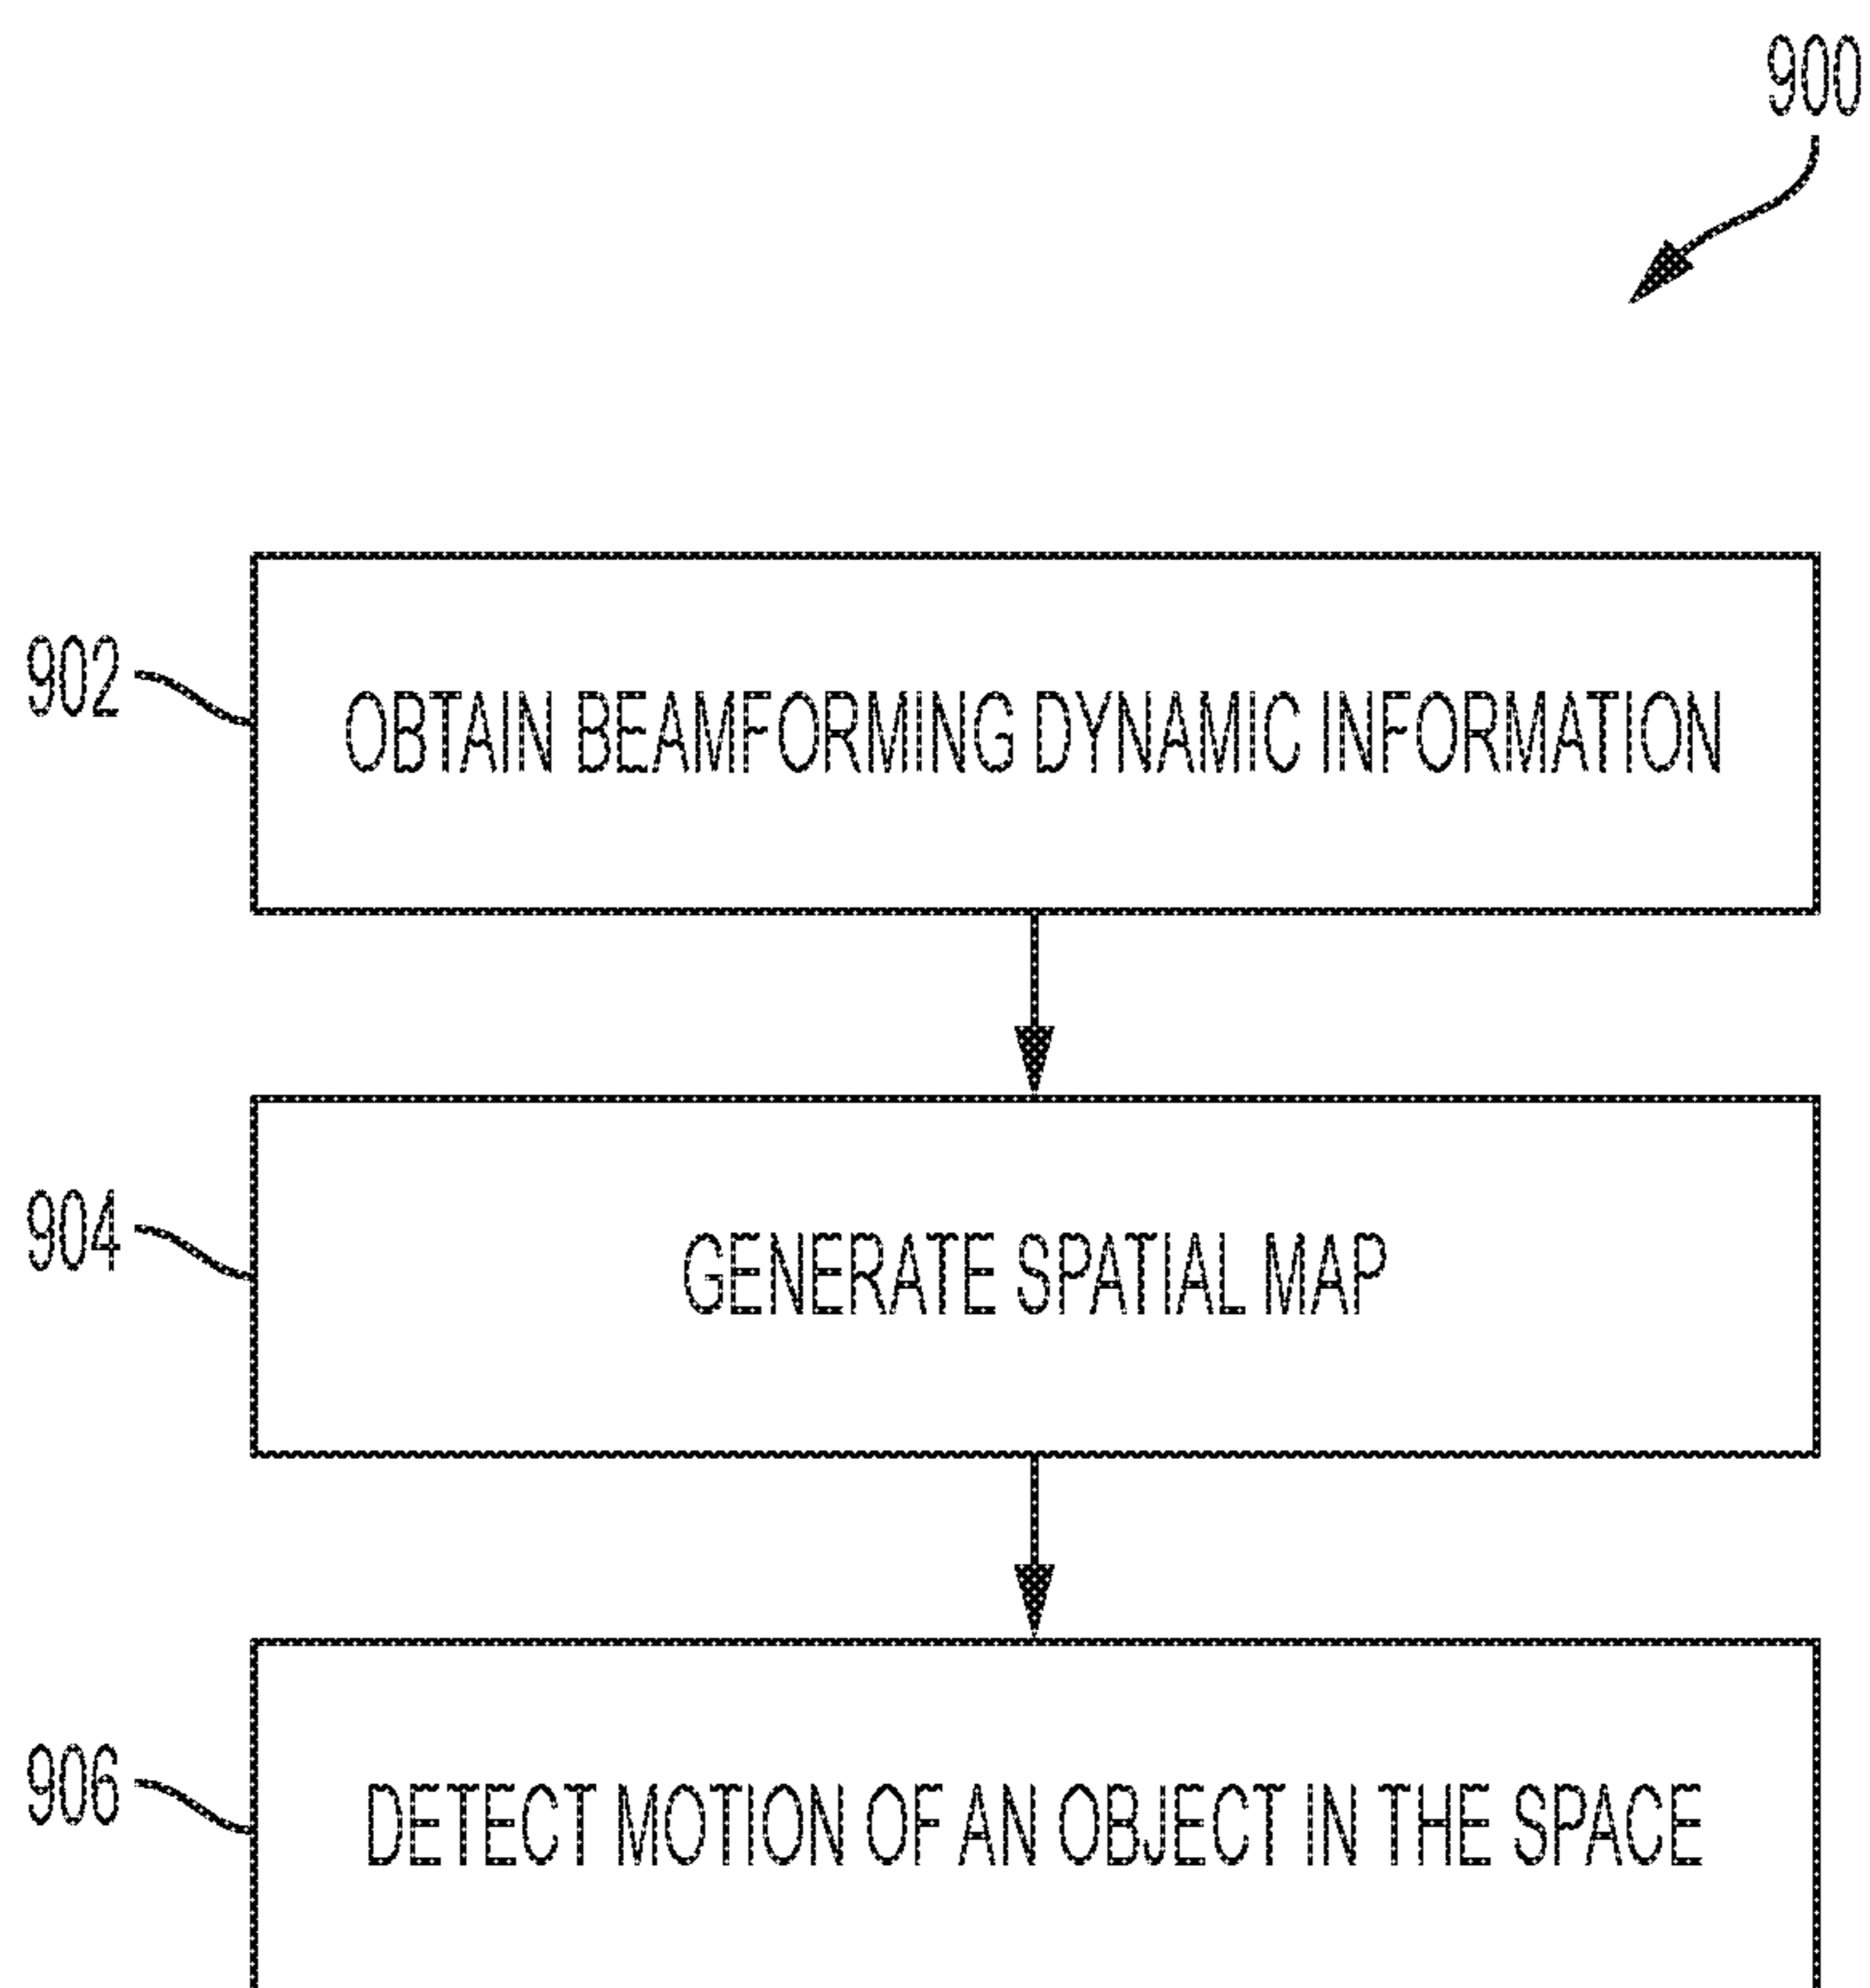 900
902
OBTAIN BEAMFORMING DYNAMIC INFORMATION
904
GENERATE SPATIAL MAP
906
DETECT MOTION OF AN OBJECT IN THE SPACE